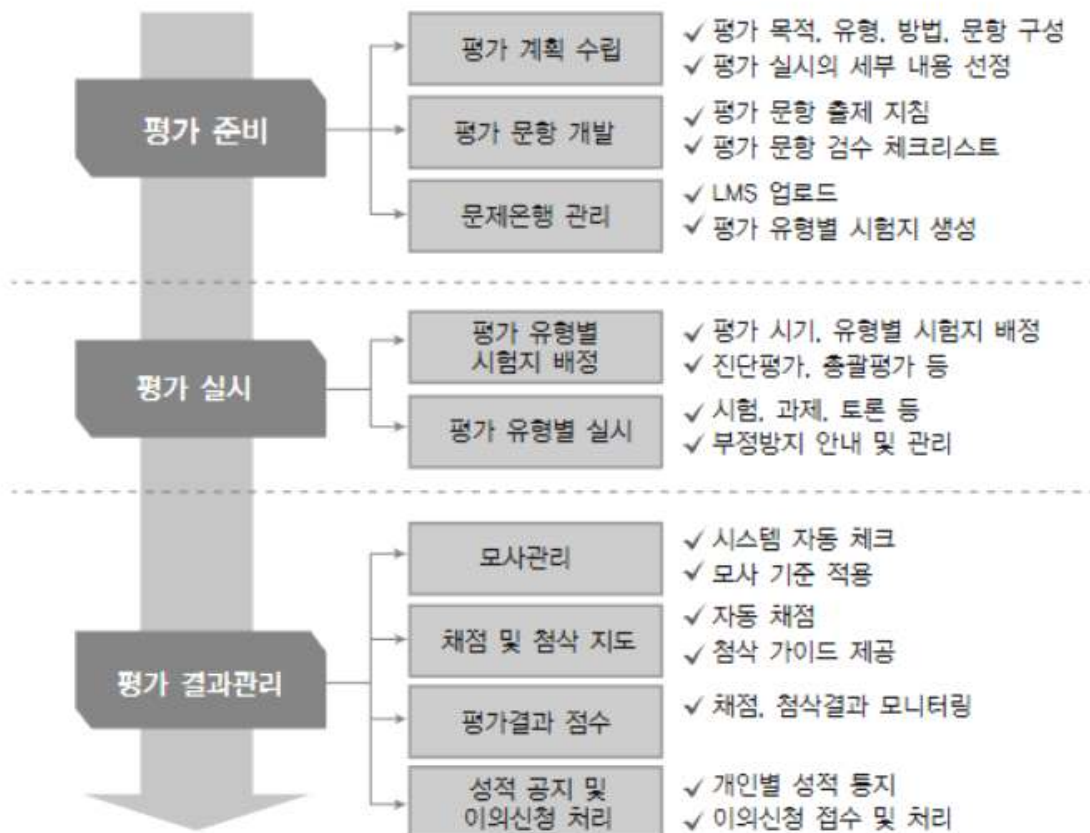 평가 준비
평가 계획 수립
✓ 평가 목적, 유형, 방법, 문항 구성
✓ 평가 실시의 세부 내용 선정
평가 문항 개발
✓ 평가 문항 출제 지침
✓ 평가 문항 검수 체크리스트
문제은행 관리
✓ LMS 업로드
✓ 평가 유형별 시험지 생성
평가 실시
평가 유형별
시험지 배정
✓ 평가 시기, 유형별 시험지 배정
✓ 진단평가, 총괄평가 등
평가 유형별 실시
✓ 시험, 과제, 토론 등
✓ 부정방지 안내 및 관리
평가 결과관리
모사관리
✓ 시스템 자동 체크
✓ 모사 기준 적용
채점 및 첨삭 지도
✓ 자동 채점
✓ 첨삭 가이드 제공
평가결과 점수
✓ 채점, 첨삭결과 모니터링
성적 공지 및
이의신청 처리
✓ 개인별 성적 통지
✓ 이의신청 접수 및 처리